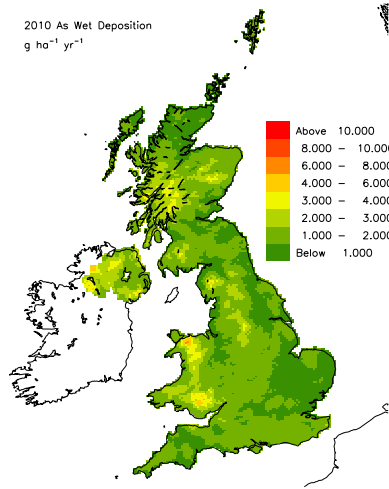 2010 As Wet Deposition
g ha⁻¹ yr⁻¹
Above 10.000
8.000 – 10.000
6.000 – 8.000
4.000 – 6.000
3.000 – 4.000
2.000 – 3.000
1.000 – 2.000
Below 1.000